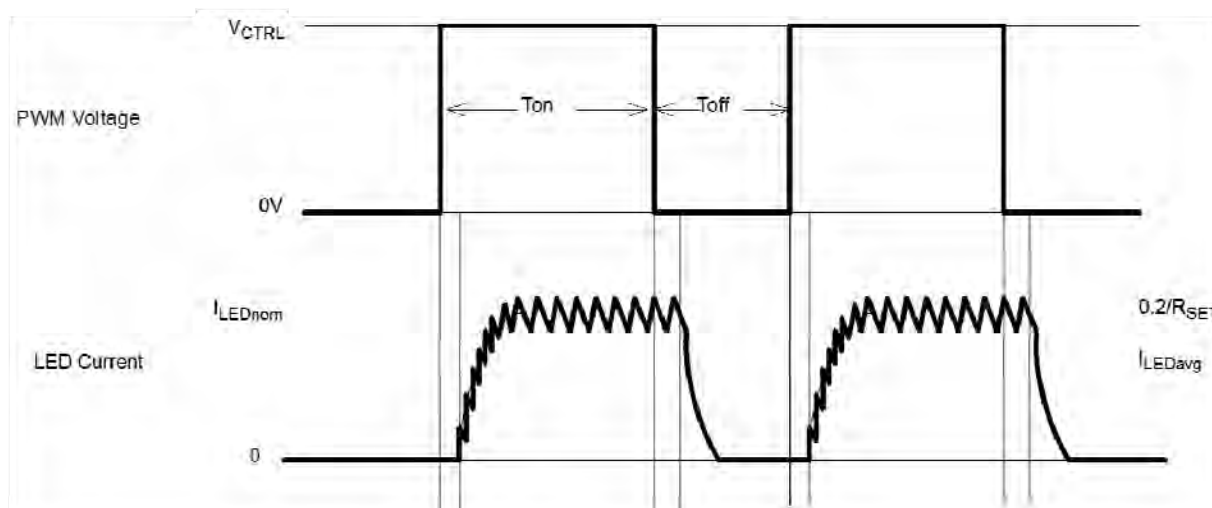 VCTRL
PWM Voltage
Ton
Toff
0V
ILEDnom
0.2/RSET
LED Current
ILEDavg
0